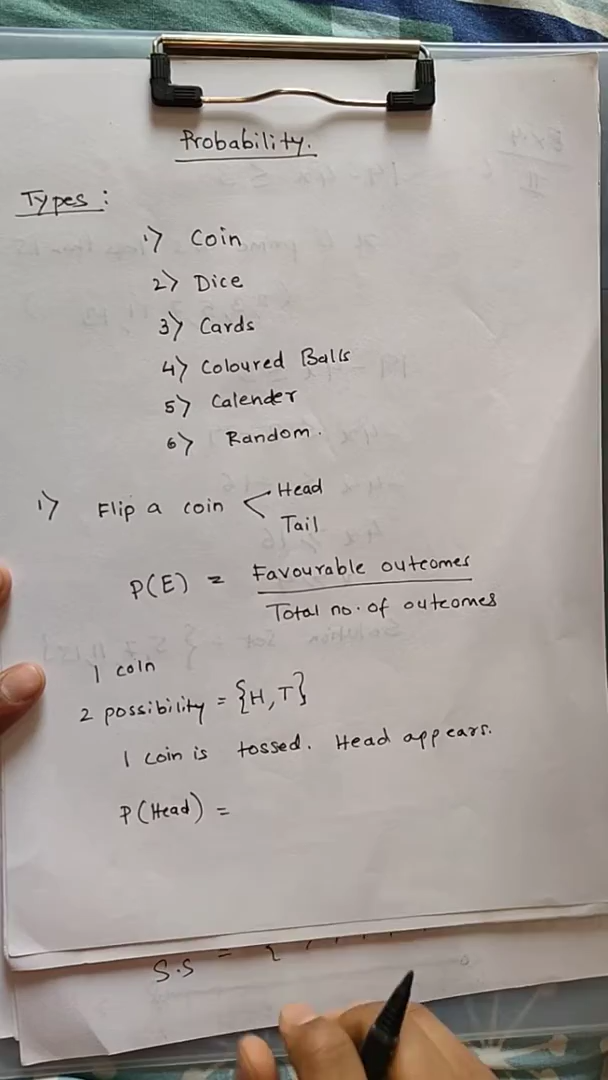 Probability.
Types :
1) Coin
2) Dice
3) Cards
4) Coloured Balls
5) Calender
6) Random.
1) Flip a coin < Head
Tail
P(E) = Favourable outcomes
Total no. of outcomes
1 coin
2 possibility = {H, T}
1 coin is tossed. Head appears.
P(Head) =
S.S = {